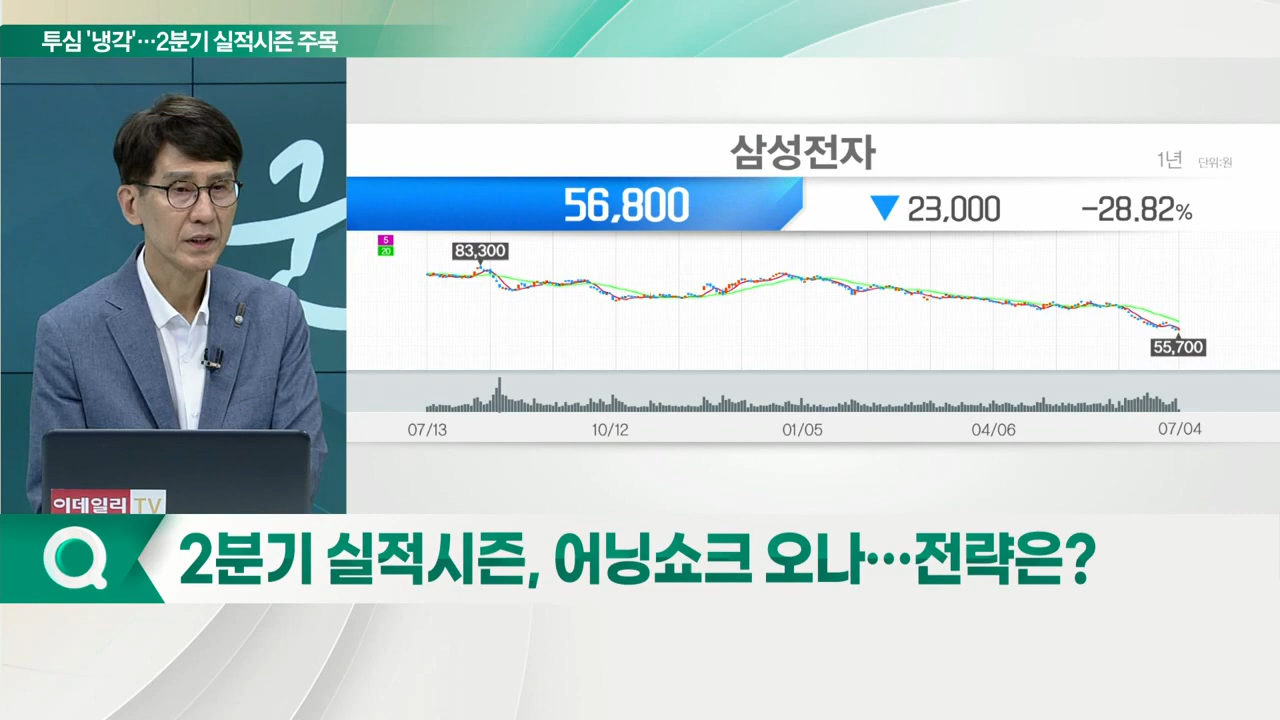 투심 '냉각'…2분기 실적시즌 주목
삼성전자
1년 단위:원
56,800 ▼ 23,000 -28.82%
5
20
83,300
55,700
07/13 10/12 01/05 04/06 07/04
이데일리 TV
2분기 실적시즌, 어닝쇼크 오나…전략은?